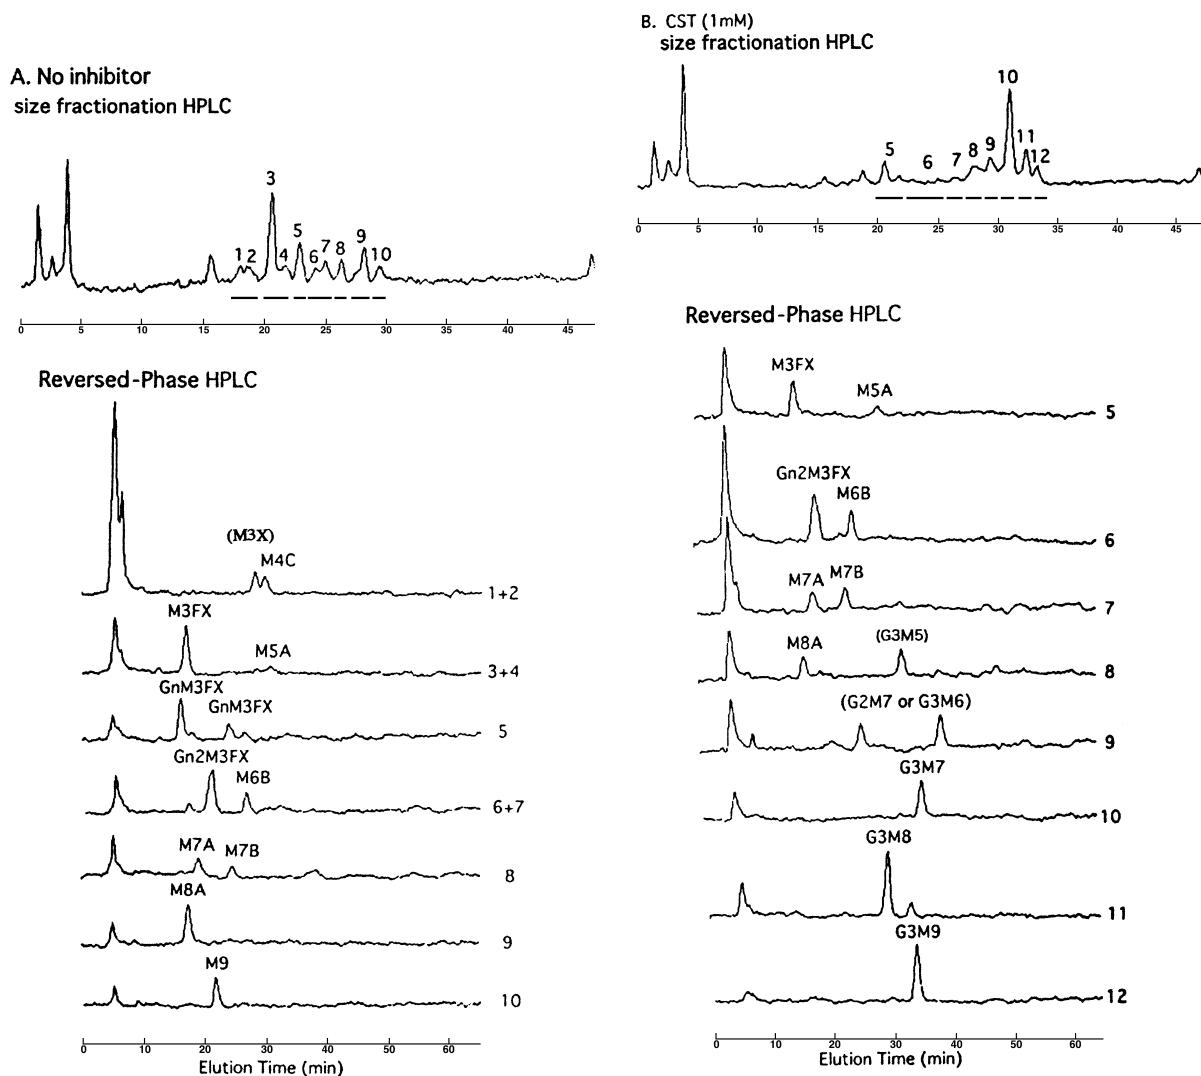 A. No inhibitor
size fractionation HPLC
3
1 2 4 5 6 7 8 9 10
0 5 10 15 20 25 30 35 40 45
Reversed-Phase HPLC
(M3X)
M4C
1+2
M3FX
M5A
3+4
GnM3FX
GnM3FX
5
Gn2M3FX
M6B
6+7
M7A M7B
8
M8A
9
M9
10
0 10 20 30 40 50 60
Elution Time (min)
B. CST (1mM)
size fractionation HPLC
10
5 6 7 8 9 11 12
0 5 10 15 20 25 30 35 40 45
Reversed-Phase HPLC
M3FX
M5A
5
Gn2M3FX
M6B
6
M7A M7B
7
M8A (G3M5)
8
(G2M7 or G3M6)
9
G3M7
10
G3M8
11
G3M9
12
0 10 20 30 40 50 60
Elution Time (min)